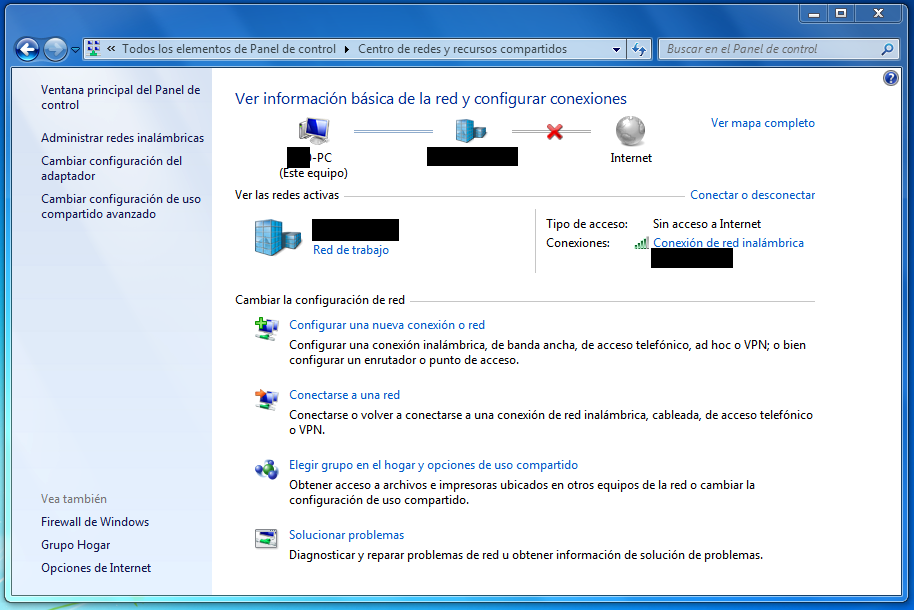 « Todos los elementos de Panel de control ▸ Centro de redes y recursos compartidos
Buscar en el Panel de control
Ventana principal del Panel de
control
Administrar redes inalámbricas
Cambiar configuración del
adaptador
Cambiar configuración de uso
compartido avanzado
Vea también
Firewall de Windows
Grupo Hogar
Opciones de Internet
Ver información básica de la red y configurar conexiones
Ver mapa completo
-PC
(Este equipo)
Internet
Ver las redes activas
Conectar o desconectar
Red de trabajo
Tipo de acceso: Sin acceso a Internet
Conexiones: Conexión de red inalámbrica
Cambiar la configuración de red
Configurar una nueva conexión o red
Configurar una conexión inalámbrica, de banda ancha, de acceso telefónico, ad hoc o VPN; o bien
configurar un enrutador o punto de acceso.
Conectarse a una red
Conectarse o volver a conectarse a una conexión de red inalámbrica, cableada, de acceso telefónico
o VPN.
Elegir grupo en el hogar y opciones de uso compartido
Obtener acceso a archivos e impresoras ubicados en otros equipos de la red o cambiar la
configuración de uso compartido.
Solucionar problemas
Diagnosticar y reparar problemas de red u obtener información de solución de problemas.